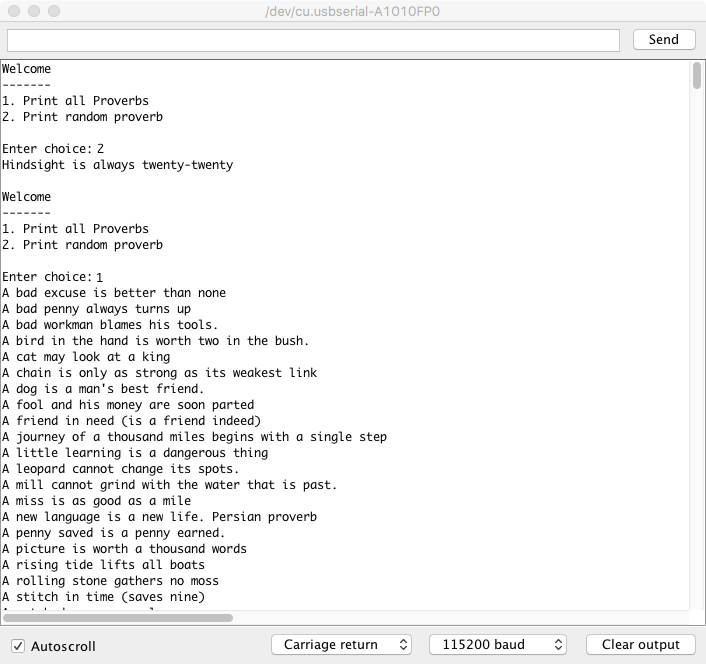 /dev/cu.usbserial-A1010FP0
Send
Welcome
-------
1. Print all Proverbs
2. Print random proverb
Enter choice: 2
Hindsight is always twenty-twenty
Welcome
-------
1. Print all Proverbs
2. Print random proverb
Enter choice: 1
A bad excuse is better than none
A bad penny always turns up
A bad workman blames his tools.
A bird in the hand is worth two in the bush.
A cat may look at a king
A chain is only as strong as its weakest link
A dog is a man's best friend.
A fool and his money are soon parted
A friend in need (is a friend indeed)
A journey of a thousand miles begins with a single step
A little learning is a dangerous thing
A leopard cannot change its spots.
A mill cannot grind with the water that is past.
A miss is as good as a mile
A new language is a new life. Persian proverb
A penny saved is a penny earned.
A picture is worth a thousand words
A rising tide lifts all boats
A rolling stone gathers no moss
A stitch in time (saves nine)
Autoscroll
Carriage return
115200 baud
Clear output